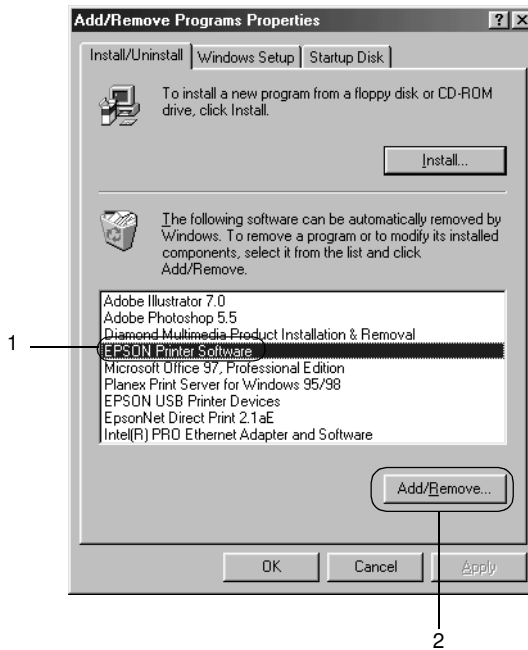 Add/Remove Programs Properties
Install/Uninstall
Windows Setup
Startup Disk
To install a new program from a floppy disk or CD-ROM
drive, click Install.
Install...
The following software can be automatically removed by
Windows. To remove a program or to modify its installed
components, select it from the list and click
Add/Remove.
Adobe Illustrator 7.0
Adobe Photoshop 5.5
Diamond Multimedia Product Installation & Removal
1
EPSON Printer Software
Microsoft Office 97, Professional Edition
Planex Print Server for Windows 95/98
EPSON USB Printer Devices
EpsonNet Direct Print 2.1aE
Intel(R) PRO Ethernet Adapter and Software
Add/Remove...
OK
Cancel
Apply
2